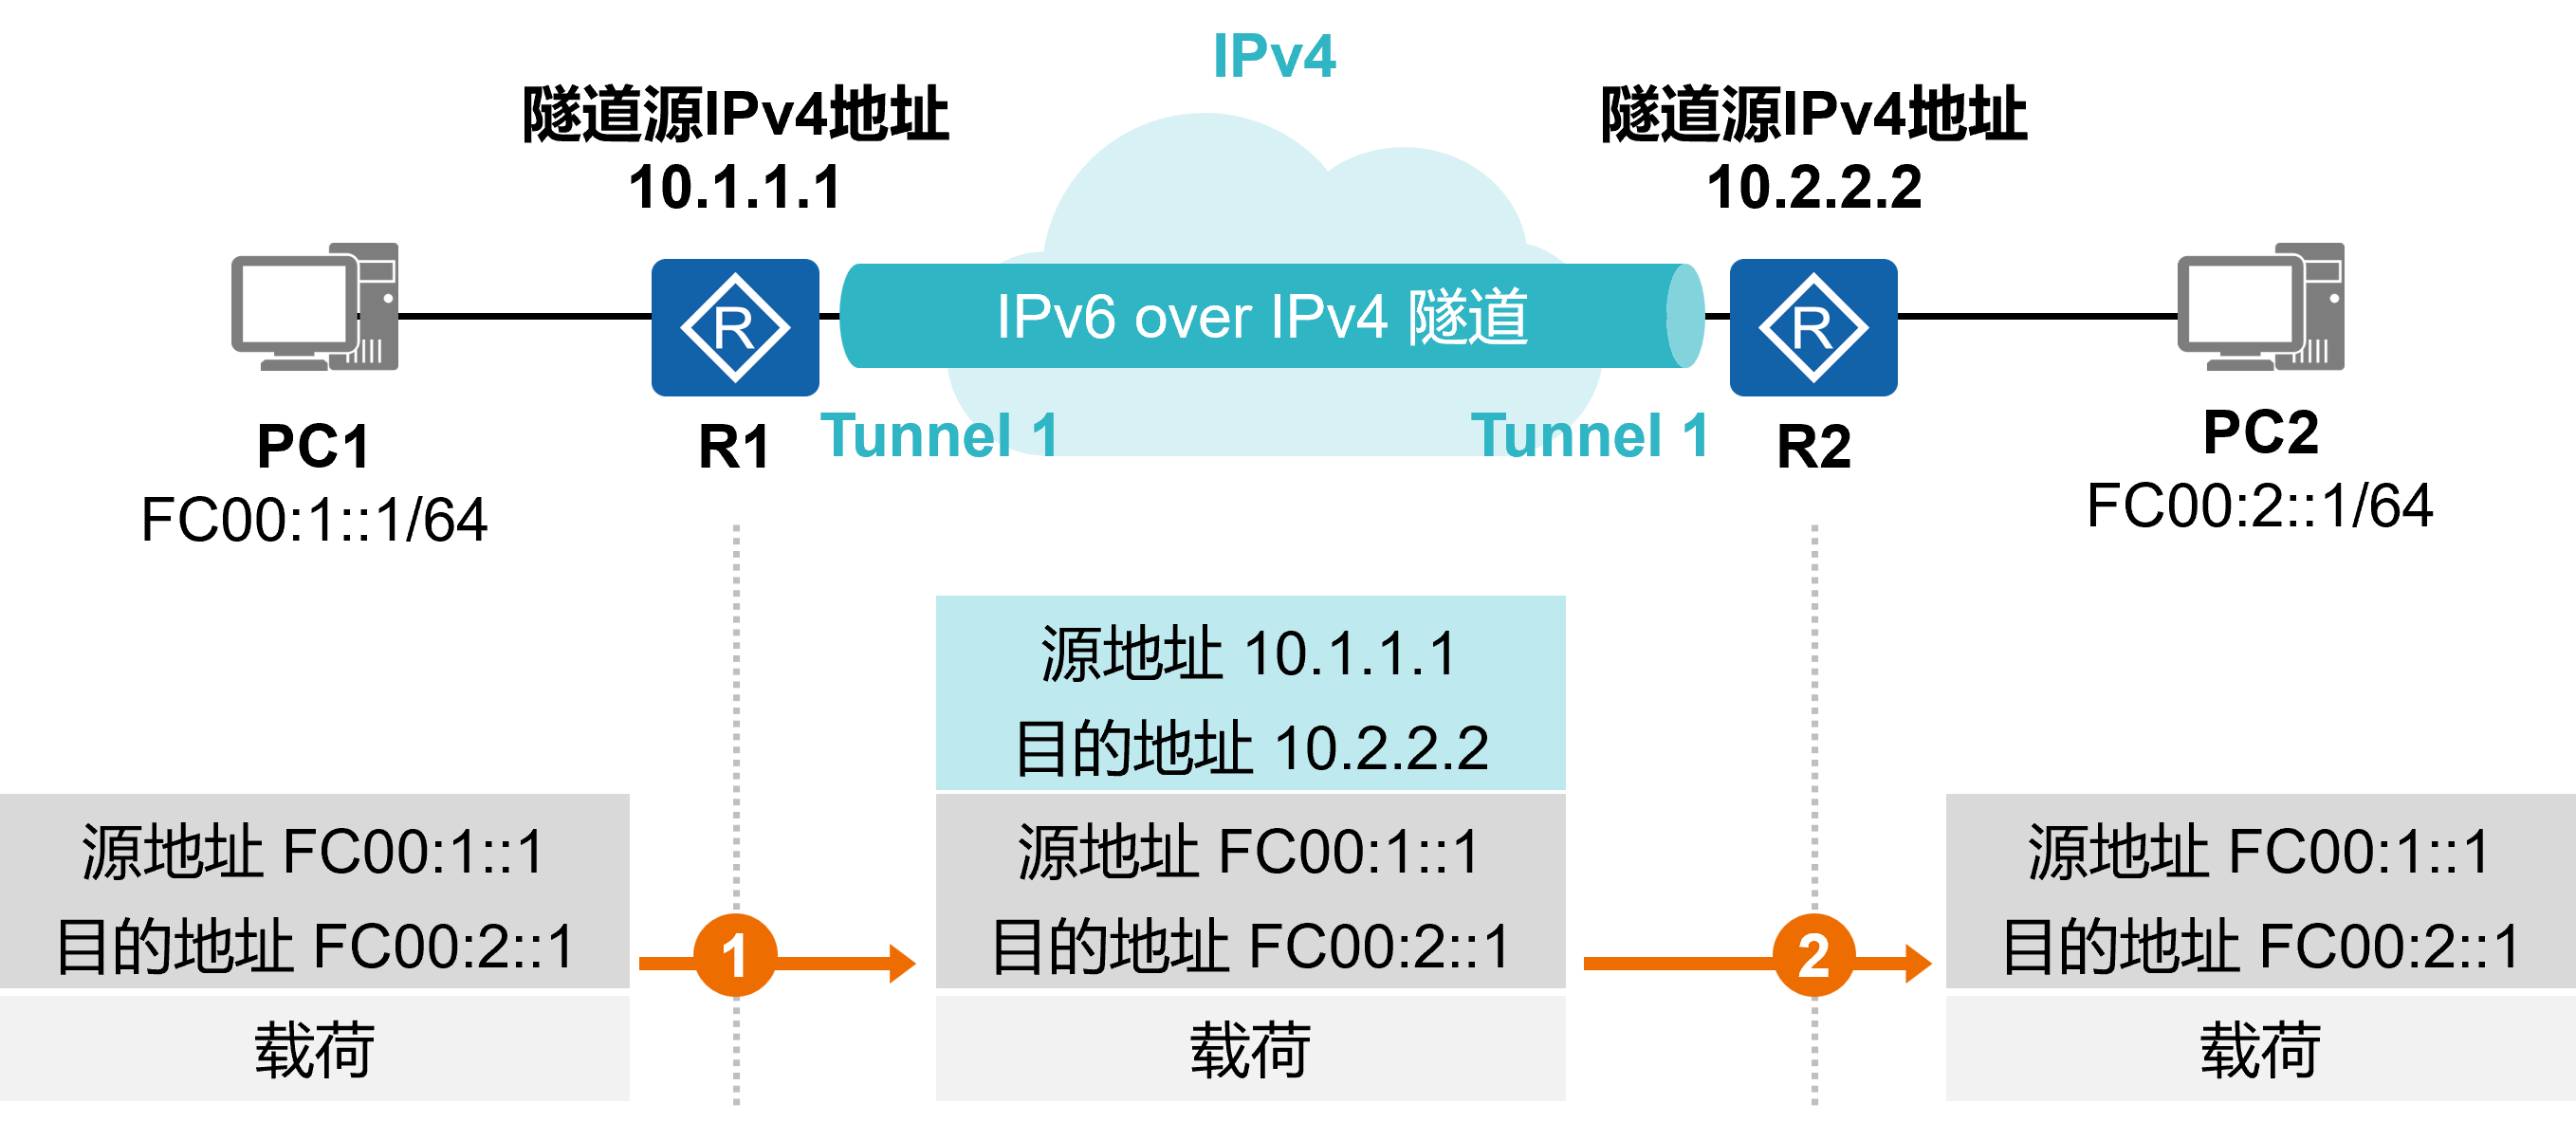 IPv4
隧道源IPv4地址
10.1.1.1
隧道源IPv4地址
10.2.2.2
R
IPv6 over IPv4 隧道
R
Tunnel 1
Tunnel 1
PC1
R1
R2
PC2
FC00:1::1/64
FC00:2::1/64
源地址 10.1.1.1
目的地址 10.2.2.2
源地址 FC00:1::1
目的地址 FC00:2::1
载荷
1
源地址 FC00:1::1
目的地址 FC00:2::1
载荷
2
源地址 FC00:1::1
目的地址 FC00:2::1
载荷